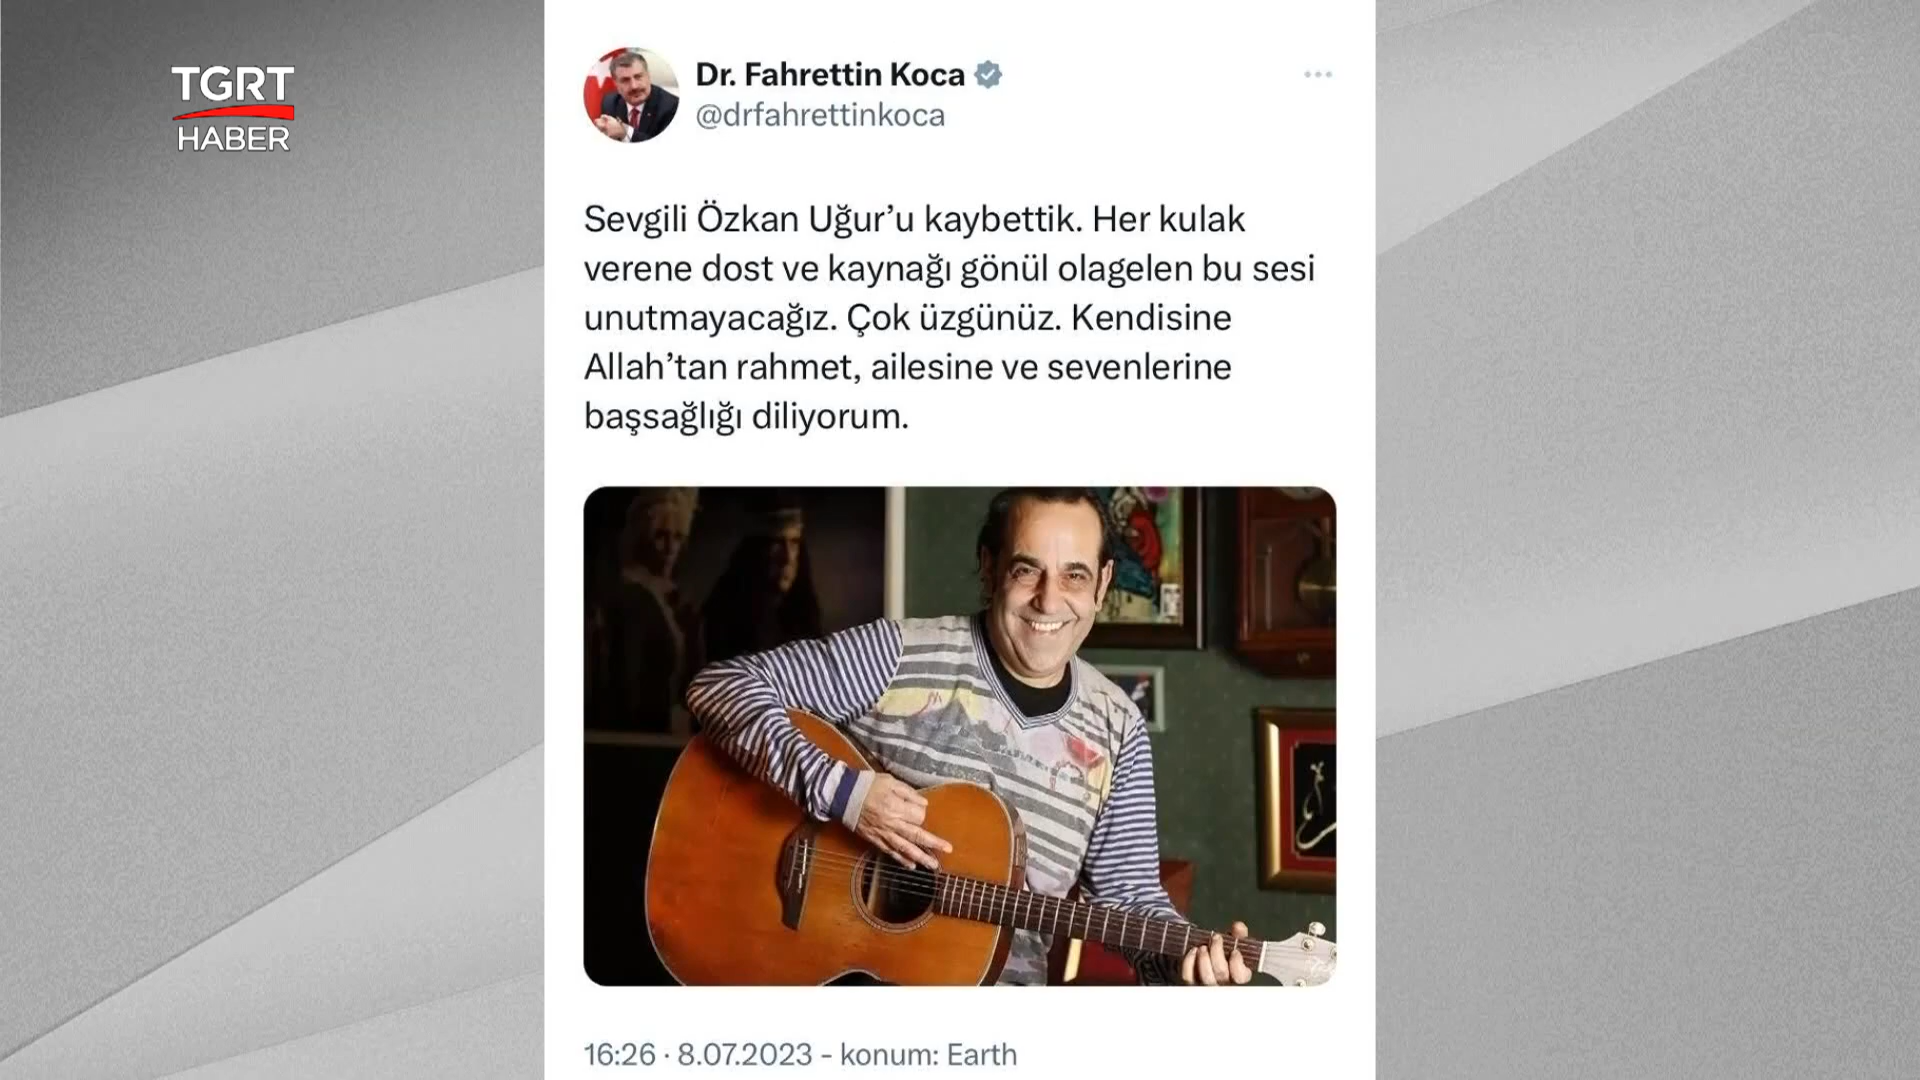 TGRT
HABER
Dr. Fahrettin Koca
@drfahrettinkoca
Sevgili Özkan Uğur’u kaybettik. Her kulak
verene dost ve kaynağı gönül olagelen bu sesi
unutmayacağız. Çok üzgünüz. Kendisine
Allah’tan rahmet, ailesine ve sevenlerine
başsağlığı diliyorum.
16:26 · 8.07.2023 - konum: Earth